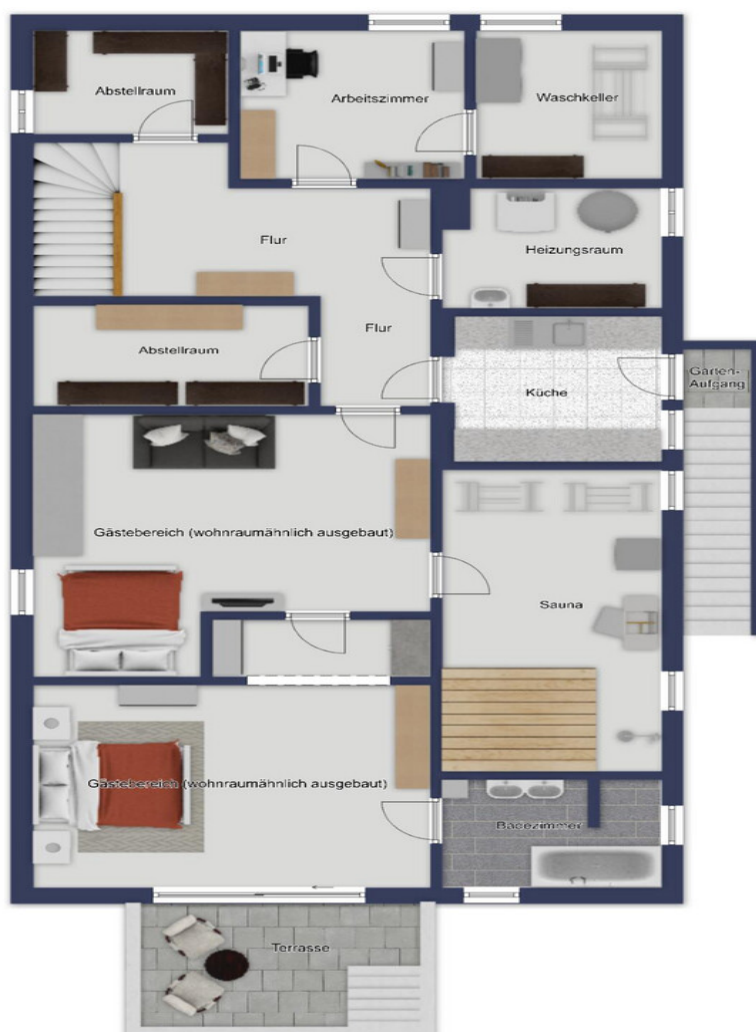 Abstellraum
Arbeitszimmer
Waschkeller
Flur
Heizungsraum
Flur
Abstellraum
Garten-
Aufgang
Küche
Gästebereich (wohnraumähnlich ausgebaut)
Sauna
Gästebereich (wohnraumähnlich ausgebaut)
Badezimmer
Terrasse